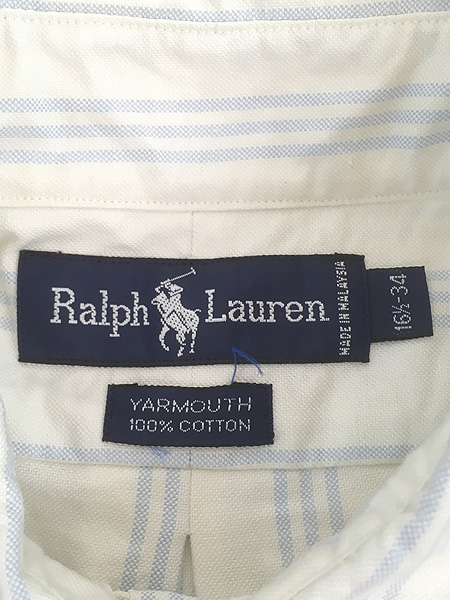 Ralph Lauren
MADE IN MALAYSIA
16½-34
YARMOUTH
100% COTTON